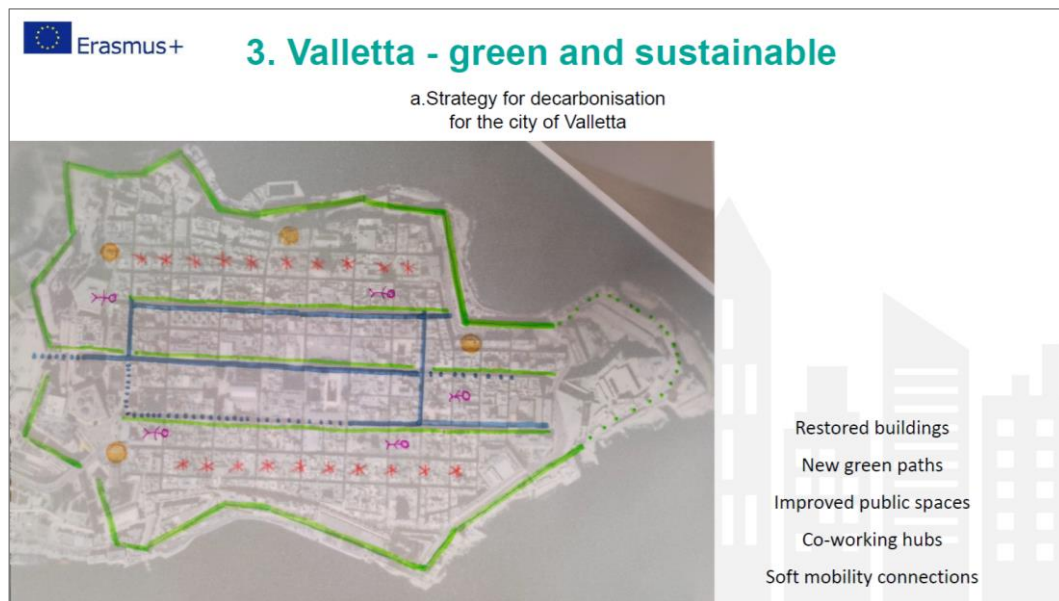 Erasmus+
3. Valletta - green and sustainable
a.Strategy for decarbonisation
for the city of Valletta
Restored buildings
New green paths
Improved public spaces
Co-working hubs
Soft mobility connections